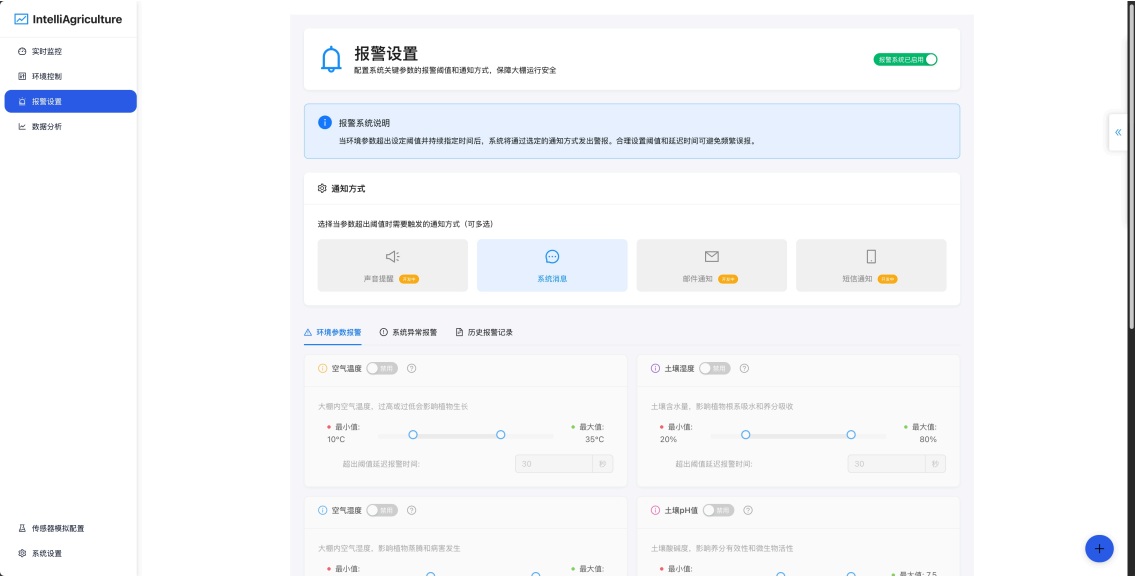 IntelliAgriculture
实时监控
环境控制
报警设置
数据分析
传感器模拟配置
系统设置
报警设置
配置系统关键参数的报警阈值和通知方式，保障大棚运行安全
报警系统已启用
报警系统说明
当环境参数超出设定阈值并持续指定时间后，系统将通过选定的通知方式发出警报。合理设置阈值和延迟时间可避免频繁误报。
通知方式
选择当参数超出阈值时需要触发的通知方式（可多选）
声音提醒 开发中
系统消息
邮件通知 开发中
短信通知 开发中
环境参数报警 系统异常报警 历史报警记录
空气温度 禁用
大棚内空气温度，过高或过低会影响植物生长
最小值: 最大值:
10°C 35°C
超出阈值延迟报警时间: 30 秒
土壤湿度 禁用
土壤含水量，影响植物根系吸水和养分吸收
最小值: 最大值:
20% 80%
超出阈值延迟报警时间: 30 秒
空气湿度 禁用
大棚内空气湿度，影响植物蒸腾和病害发生
最小值: 最大值:
土壤pH值 禁用
土壤酸碱度，影响养分有效性和微生物活性
最小值: 最大值: 7.5